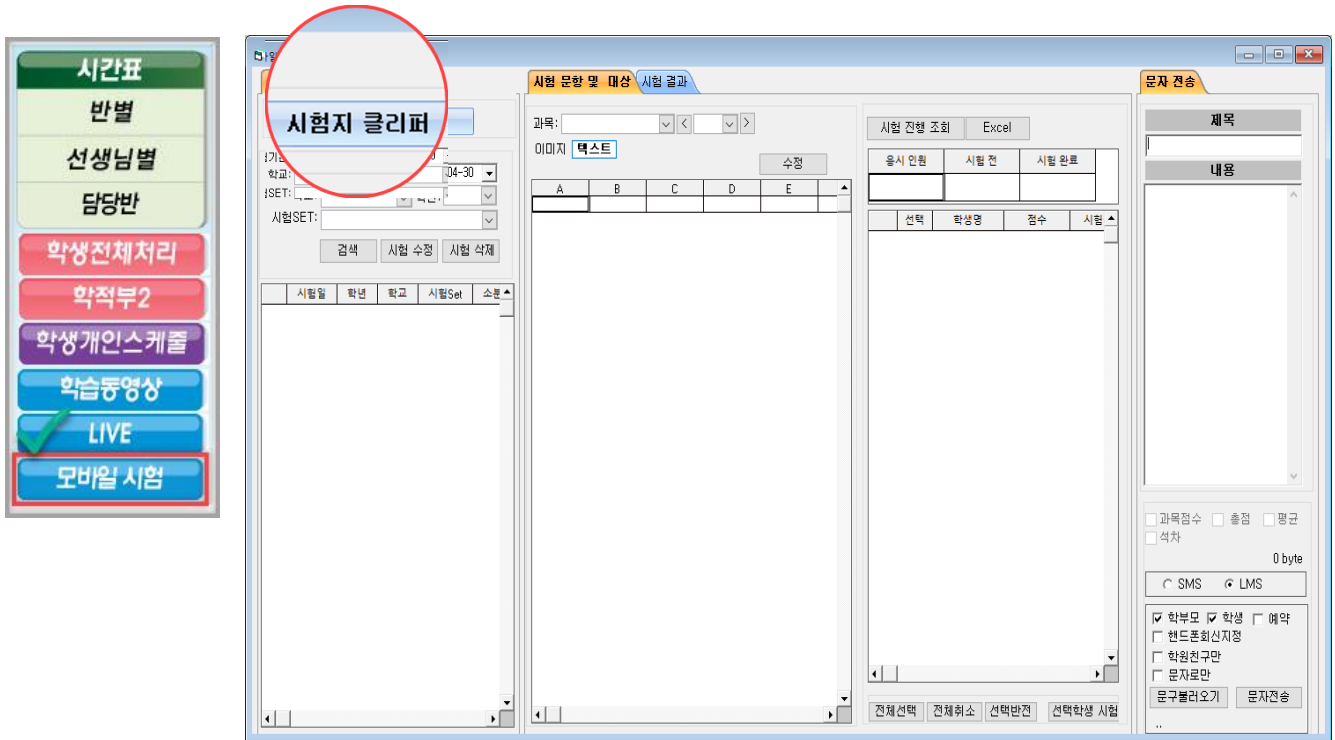 시간표
반별
선생님별
담당반
학생전체처리
학적부2
학생개인스케줄
학습동영상
LIVE
모바일 시험
시험지 클리퍼
학교:
04-30
시험SET:
검색 시험 수정 시험 삭제
시험일 학년 학교 시험Set 소분
시험 문항 및 대상 시험 결과
과목: < >
이미지 텍스트
수정
A B C D E
시험 진행 조회 Excel
응시 인원 시험 전 시험 완료
선택 학생명 점수 시험
전체선택 전체취소 선택반전 선택학생 시험
문자 전송
제목
내용
과목점수 총점 평균
석차
0 byte
SMS LMS
학부모 학생 예약
핸드폰회신지정
학원친구만
문자로만
문구불러오기 문자전송
..